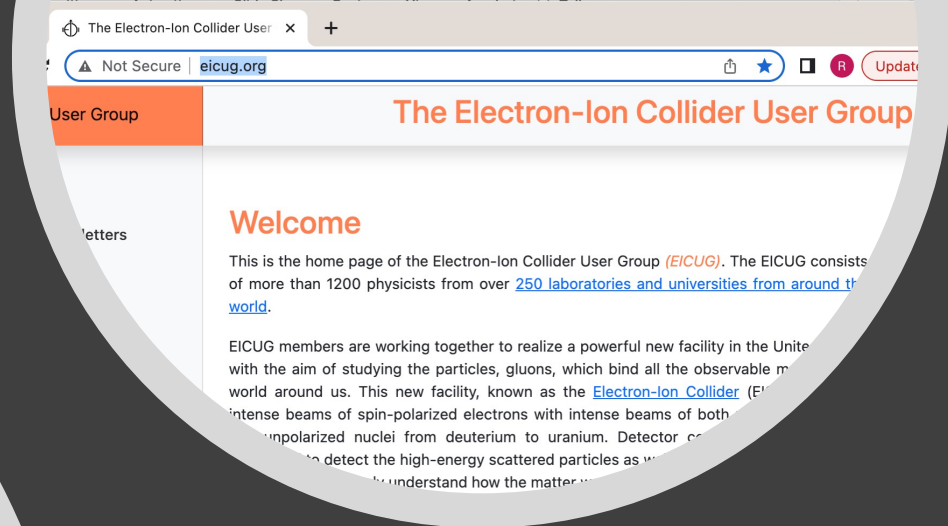 The Electron-Ion Collider User
Not Secure
eicug.org
R
Update
User Group
The Electron-Ion Collider User Group
Welcome
This is the home page of the Electron-Ion Collider User Group (EICUG). The EICUG consists
of more than 1200 physicists from over 250 laboratories and universities from around
world.
EICUG members are working together to realize a powerful new facility in the
with the aim of studying the particles, gluons, which bind all the observable
world around us. This new facility, known as the Electron-Ion Collider
intense beams of spin-polarized electrons with intense beams of both
unpolarized nuclei from deuterium to uranium. Detector
to detect the high-energy scattered particles as
understand how the matter